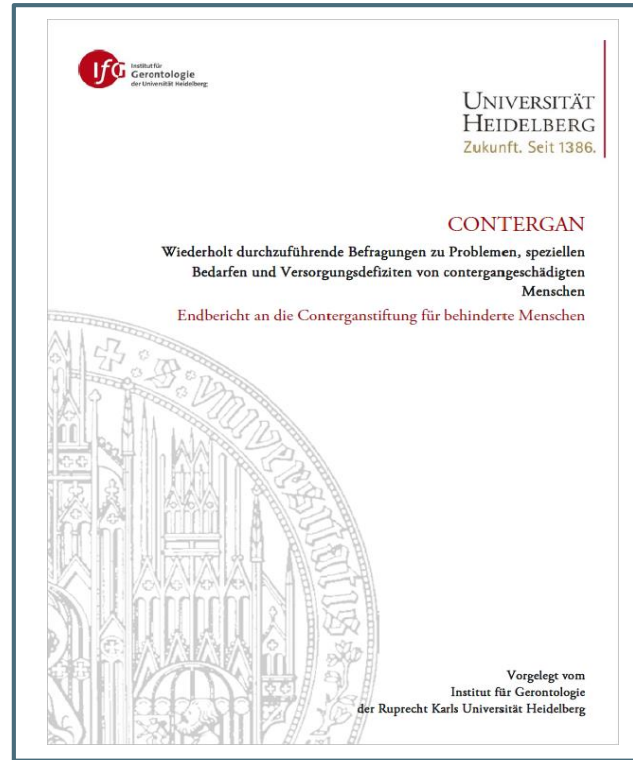 IfG
Institut für
Gerontologie
der Universität Heidelberg
UNIVERSITÄT
HEIDELBERG
Zukunft. Seit 1386.
CONTERGAN
Wiederholt durchzuführende Befragungen zu Problemen, speziellen
Bedarfen und Versorgungsdefiziten von contergangeschädigten
Menschen
Endbericht an die Conterganstiftung für behinderte Menschen
S: VNIVERSITATIS
Vorgelegt vom
Institut für Gerontologie
der Ruprecht Karls Universität Heidelberg